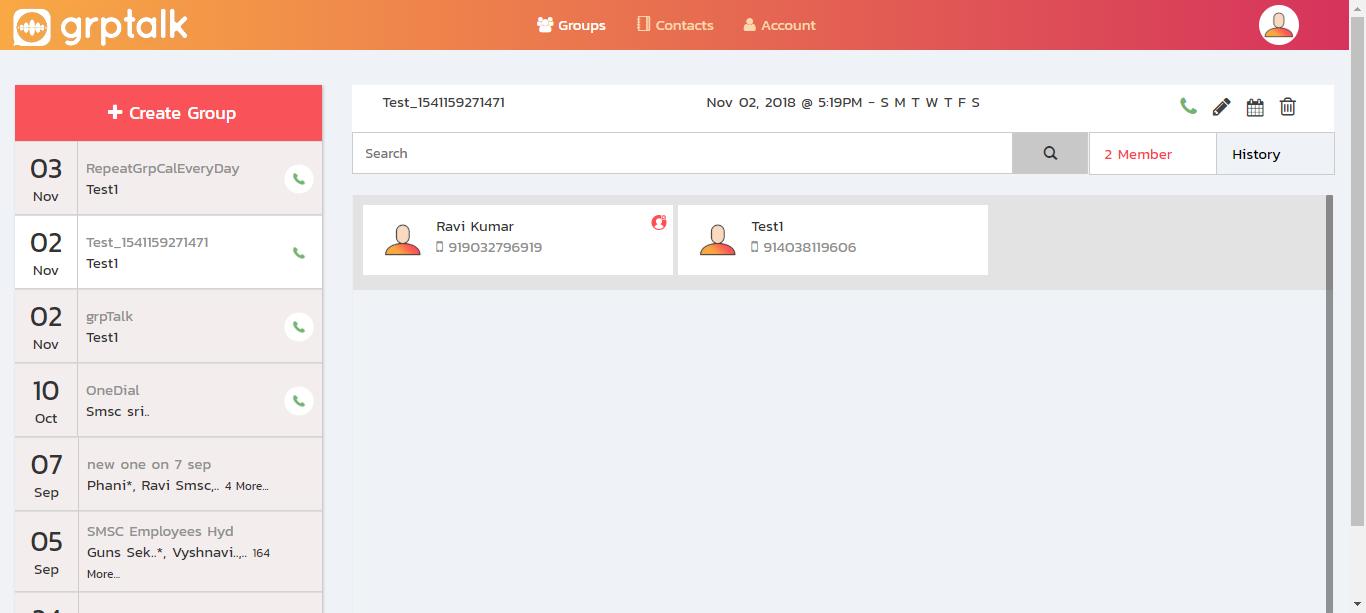 grptalk
Groups
Contacts
Account
Create Group
03
Nov
RepeatGrpCalEveryDay
Test1
02
Nov
Test_1541159271471
Test1
02
Nov
grpTalk
Test1
10
Oct
OneDial
Smsc sri..
07
Sep
new one on 7 sep
Phani*, Ravi Smsc,.. 4 More...
05
Sep
SMSC Employees Hyd
Guns Sek..*, Vyshnavi..,.. 164
More...
Test_1541159271471
Nov 02, 2018 @ 5:19PM - S M T W T F S
Search
2 Member
History
Ravi Kumar
919032796919
Test1
914038119606